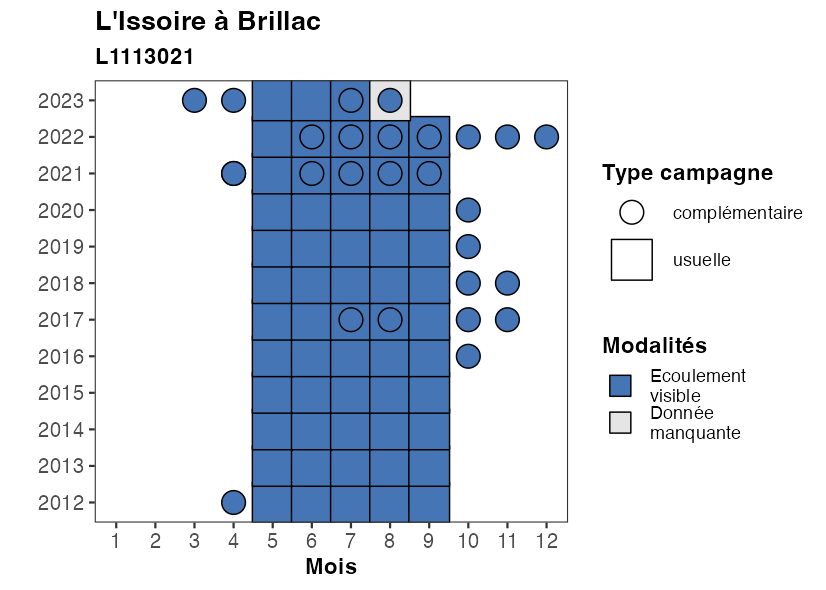 L'Issoire à Brillac
L1113021
2023
2022
2021
2020
2019
2018
2017
2016
2015
2014
2013
2012
1 2 3 4 5 6 7 8 9 10 11 12
Mois
Type campagne
complémentaire
usuelle
Modalités
Ecoulement
visible
Donnée
manquante